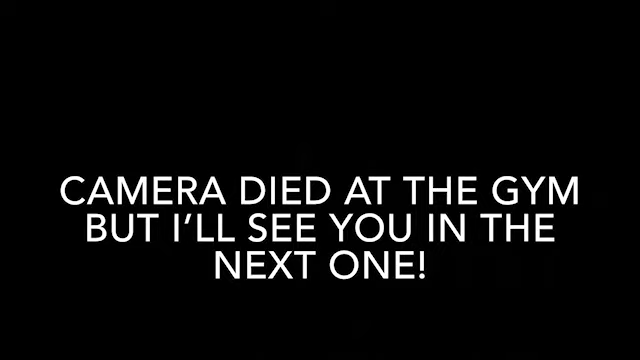 CAMERA DIED AT THE GYM
BUT I’LL SEE YOU IN THE
NEXT ONE!